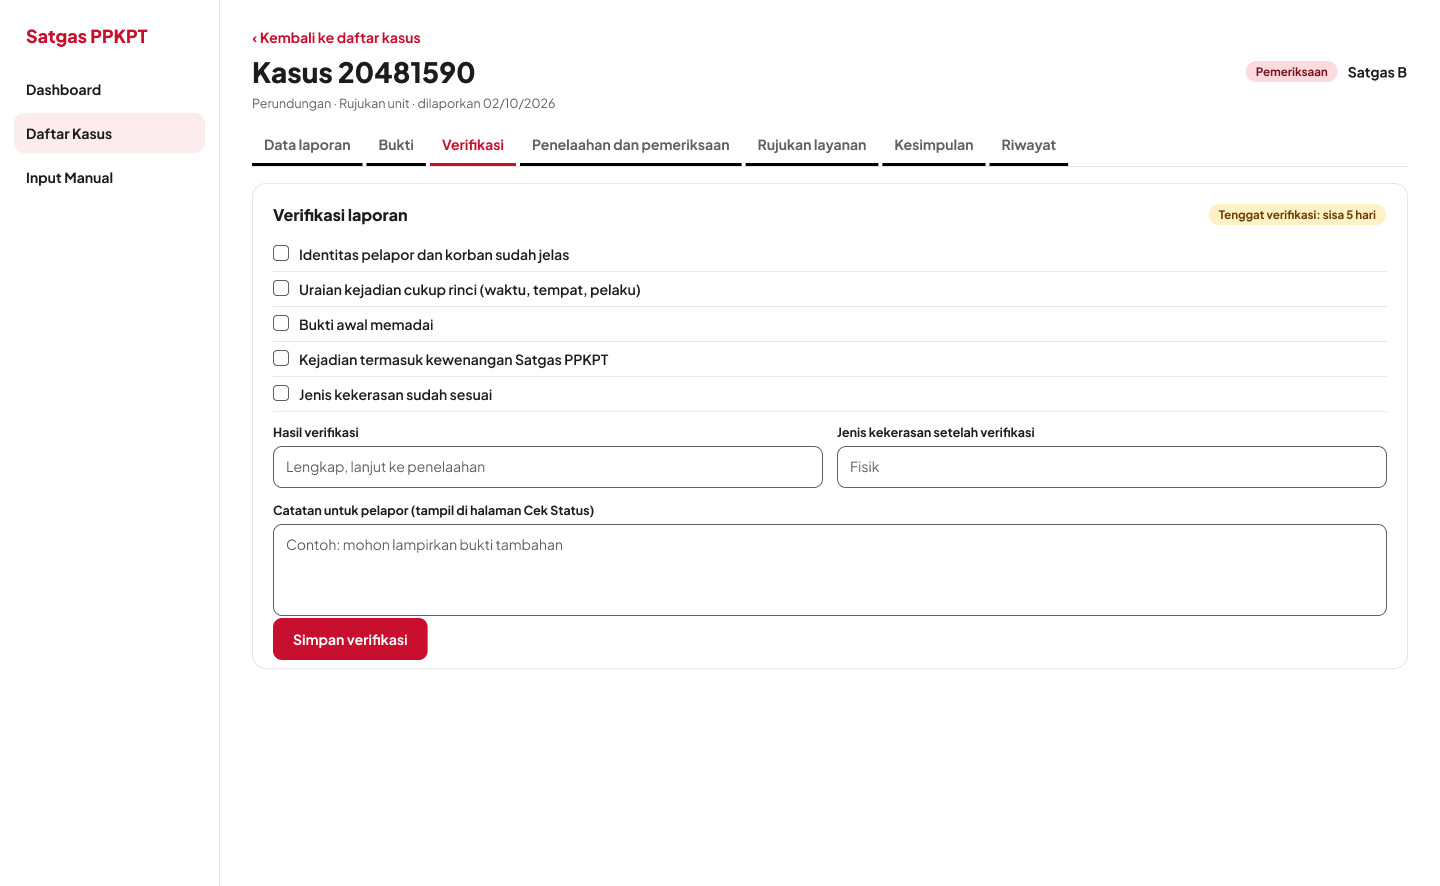 Satgas PPKPT
Dashboard
Daftar Kasus
Input Manual
‹ Kembali ke daftar kasus
Kasus 20481590
Pemeriksaan
Satgas B
Perundungan · Rujukan unit · dilaporkan 02/10/2026
Data laporan
Bukti
Verifikasi
Penelaahan dan pemeriksaan
Rujukan layanan
Kesimpulan
Riwayat
Verifikasi laporan
Tenggat verifikasi: sisa 5 hari
Identitas pelapor dan korban sudah jelas
Uraian kejadian cukup rinci (waktu, tempat, pelaku)
Bukti awal memadai
Kejadian termasuk kewenangan Satgas PPKPT
Jenis kekerasan sudah sesuai
Hasil verifikasi
Lengkap, lanjut ke penelaahan
Jenis kekerasan setelah verifikasi
Fisik
Catatan untuk pelapor (tampil di halaman Cek Status)
Contoh: mohon lampirkan bukti tambahan
Simpan verifikasi